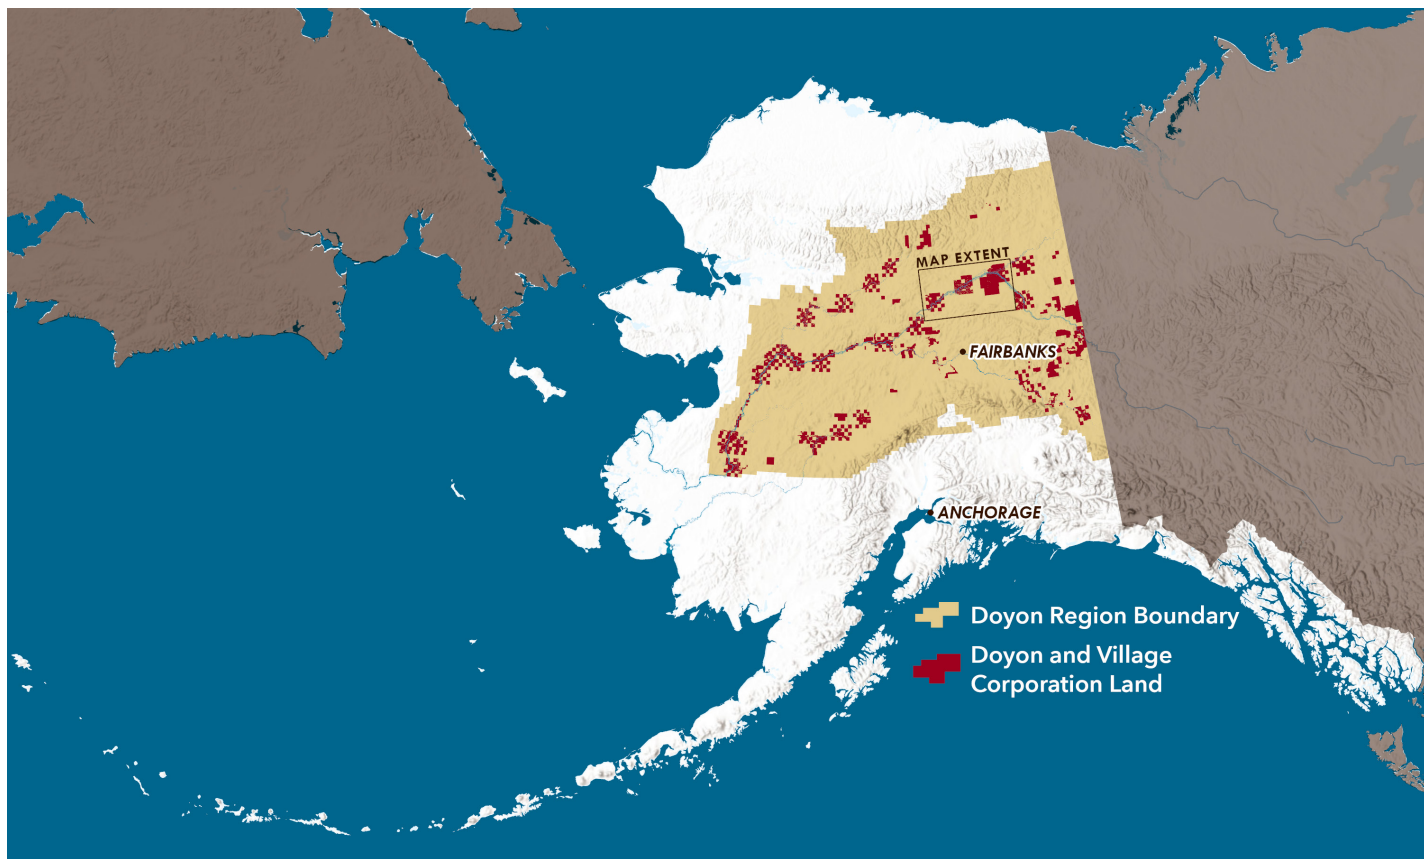 MAP EXTENT
FAIRBANKS
ANCHORAGE
Doyon Region Boundary
Doyon and Village
Corporation Land